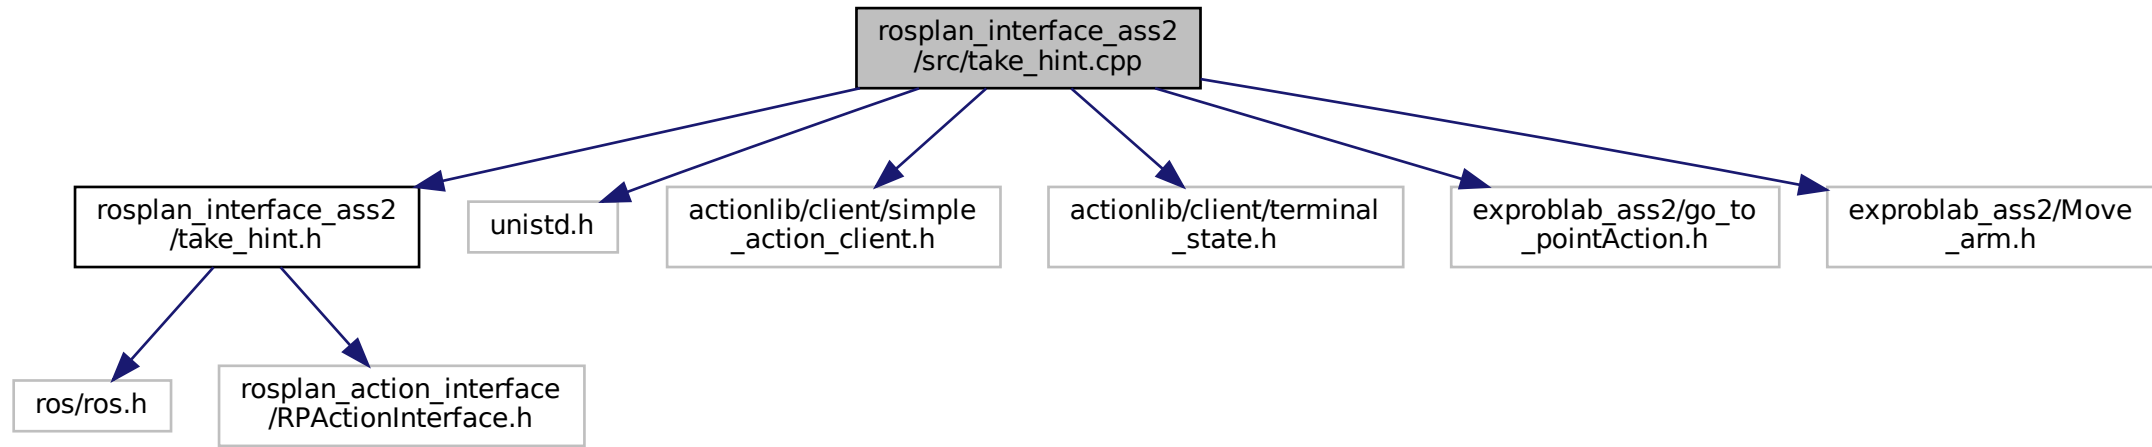 rosplan_interface_ass2
/src/take_hint.cpp
rosplan_interface_ass2
/take_hint.h
unistd.h
actionlib/client/simple
_action_client.h
actionlib/client/terminal
_state.h
exproblab_ass2/go_to
_pointAction.h
exproblab_ass2/Move
_arm.h
ros/ros.h
rosplan_action_interface
/RPActionInterface.h